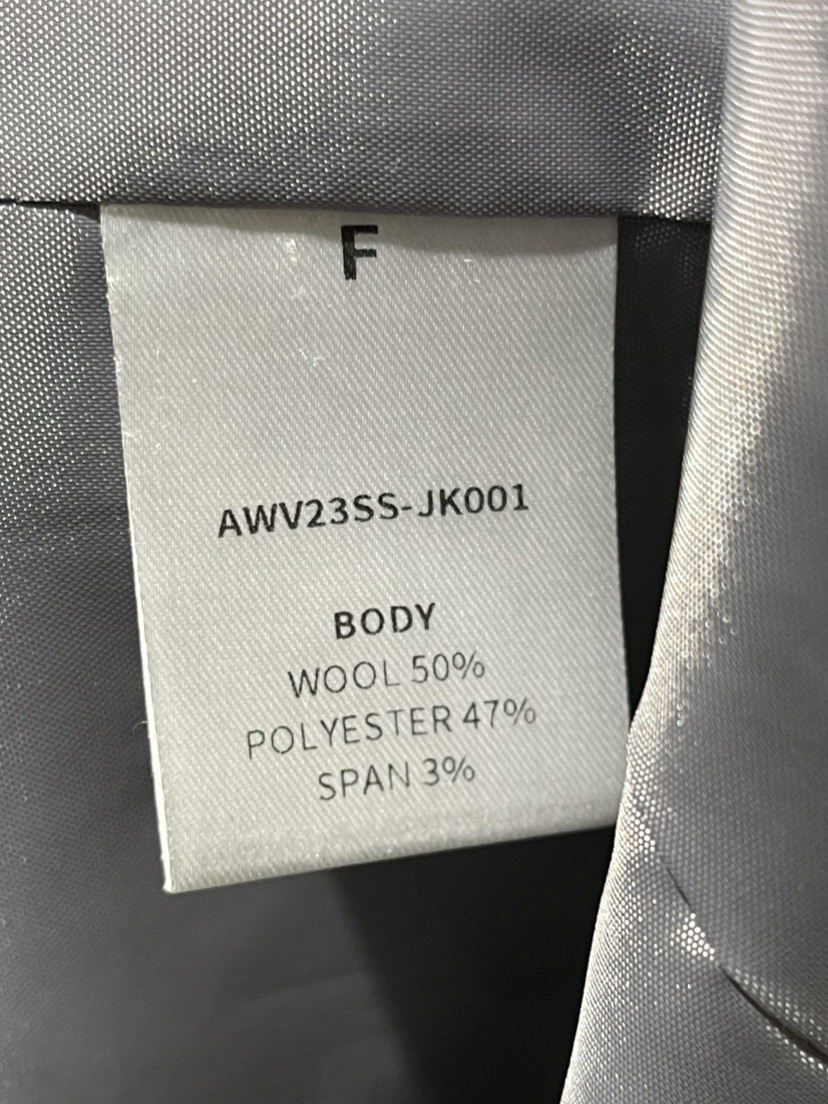 F
AWV23SS-JK001
BODY
WOOL 50%
POLYESTER 47%
SPAN 3%